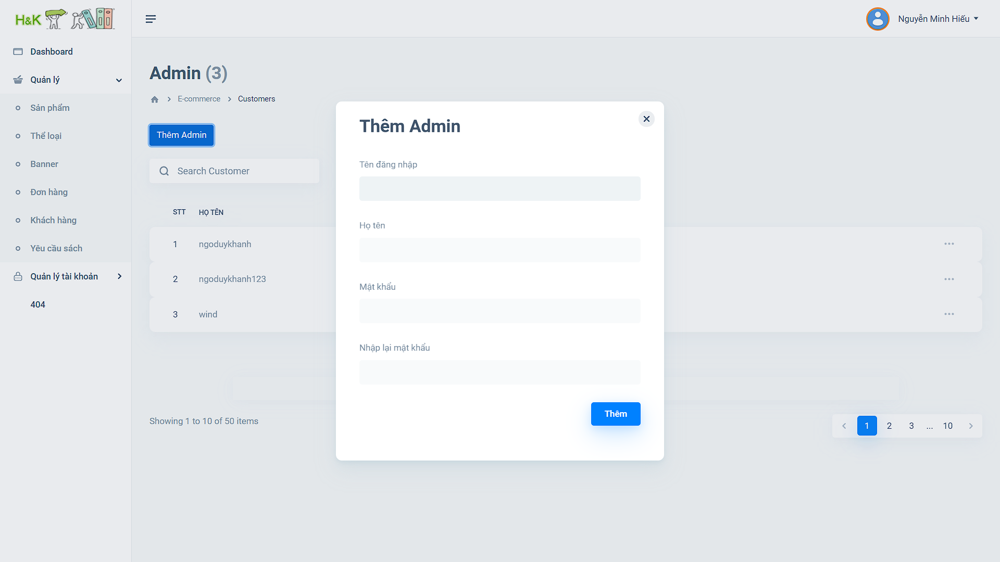 H&K
Nguyễn Minh Hiếu
Dashboard
Quản lý
Sản phẩm
Thể loại
Banner
Đơn hàng
Khách hàng
Yêu cầu sách
Quản lý tài khoản
404
Admin (3)
E-commerce
Customers
Thêm Admin
Search Customer
STT HỌ TÊN
1 ngoduykhanh
2 ngoduykhanh123
3 wind
Showing 1 to 10 of 50 items
1 2 3 ... 10
Thêm Admin
Tên đăng nhập
Họ tên
Mật khẩu
Nhập lại mật khẩu
Thêm